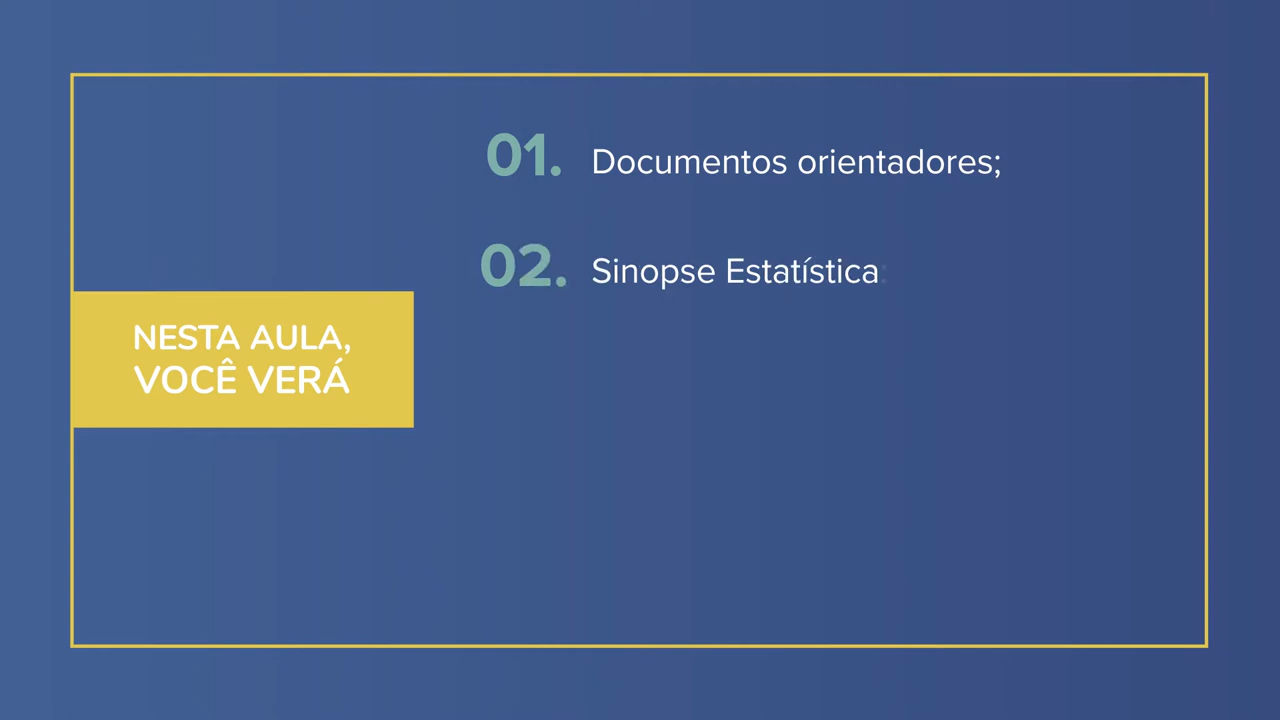 01. Documentos orientadores;
02. Sinopse Estatística;
NESTA AULA,
VOCÊ VERÁ